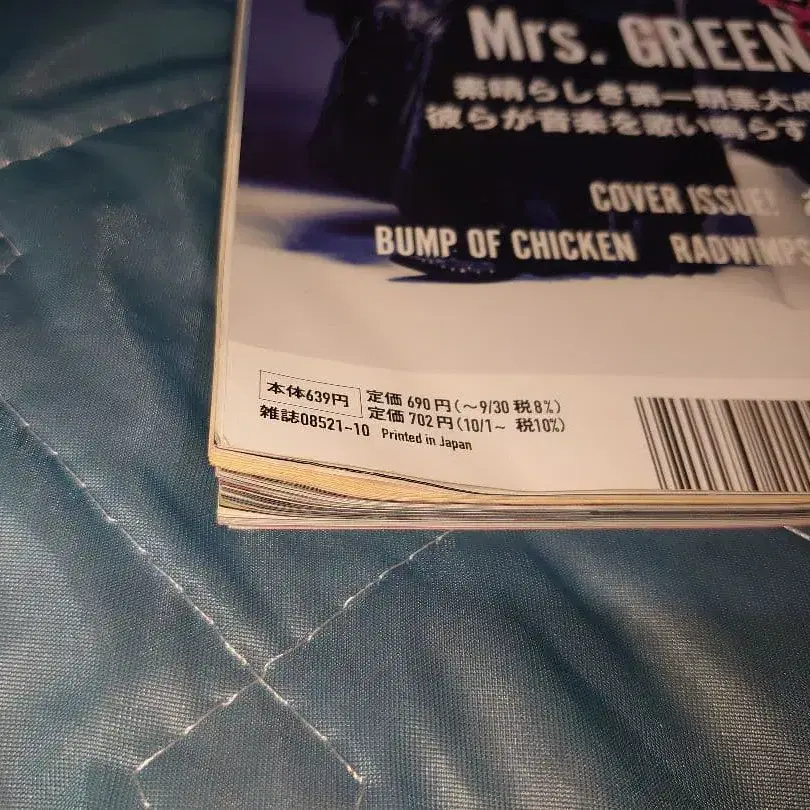 Mrs. GREEN
素晴らしき第一期集大成
彼らが音楽を歌い鳴らす
COVER ISSUE!
BUMP OF CHICKEN RADWIMPS
本体639円 定価 690円(～9/30 税8%)
雑誌08521-10 定価 702円(10/1～ 税10%)
Printed in Japan